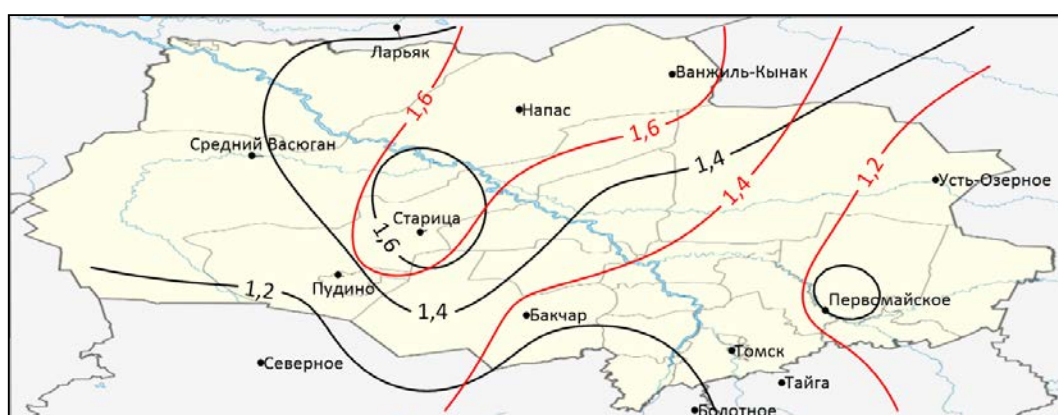 Ларьяк
Ванжиль-Кынак
1,6
Напас
1,6
Средний Васюган
1,4
1,2
Усть-Озерное
1,4
Старица
1,6
Пудино
1,2
1,4
Первомайское
Бакчар
Томск
Северное
Тайга
Болотное